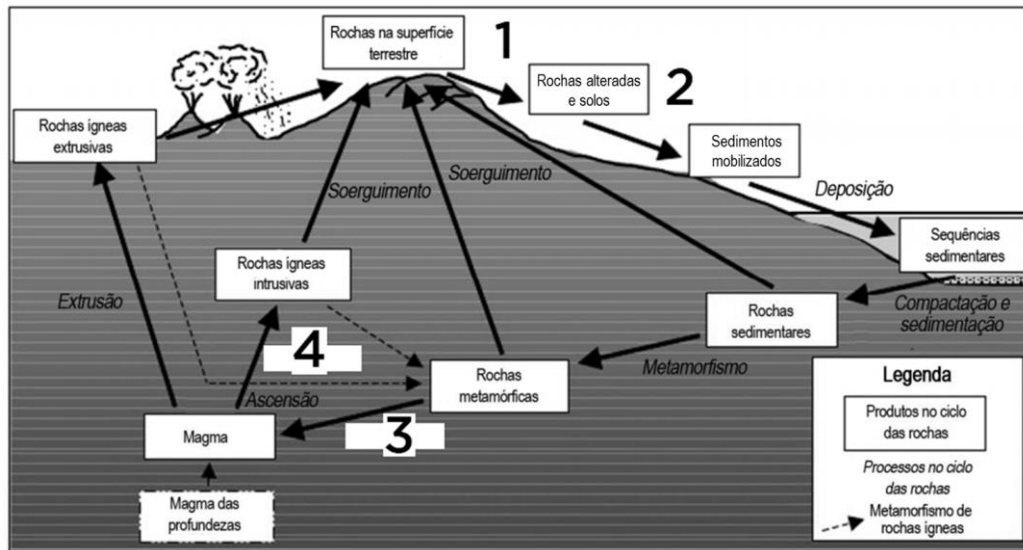 Rochas na superfície
terrestre
1
Rochas alteradas
e solos
2
Rochas ígneas
extrusivas
Sedimentos
mobilizados
Soerguimento
Soerguimento
Deposição
Sequências
sedimentares
Rochas ígneas
intrusivas
Extrusão
Rochas
sedimentares
Compactação e
sedimentação
4
Metamorfismo
Rochas
metamórficas
Ascensão
3
Magma
Magma das
profundezas
Legenda
Produtos no ciclo
das rochas
Processos no ciclo
das rochas
Metamorfismo de
rochas ígneas